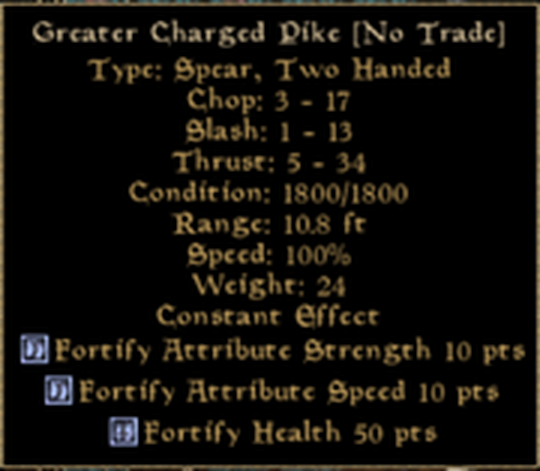 Greater Charged Pike [No Trade]
Type: Spear, Two Handed
Chop: 3 - 17
Slash: 1 - 13
Thrust: 5 - 34
Condition: 1800/1800
Range: 10.8 ft
Speed: 100%
Weight: 24
Constant Effect
Fortify Attribute Strength 10 pts
Fortify Attribute Speed 10 pts
Fortify Health 50 pts